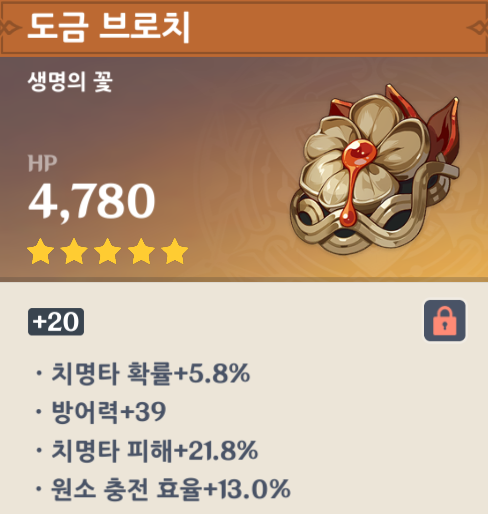 도금 브로치
생명의 꽃
HP
4,780
+20
· 치명타 확률+5.8%
· 방어력+39
· 치명타 피해+21.8%
· 원소 충전 효율+13.0%